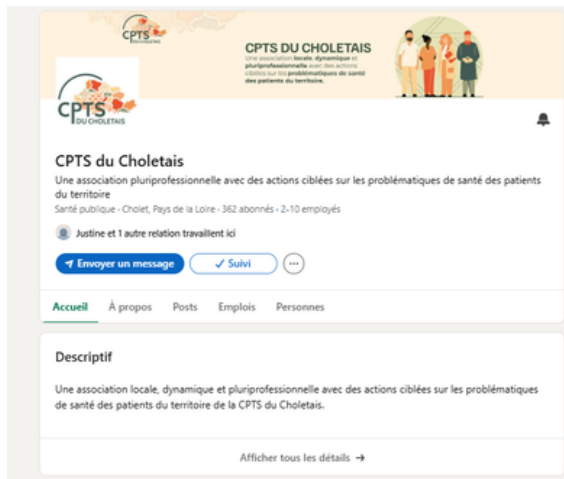 CPTS
DU CHOLETAIS
CPTS DU CHOLETAIS
Une association locale, dynamique et
pluriprofessionnelle avec des actions
ciblées sur les problématiques de santé
des patients du territoire.
CPTS
DU CHOLETAIS
CPTS du Choletais
Une association pluriprofessionnelle avec des actions ciblées sur les problématiques de santé des patients
du territoire
Santé publique · Cholet, Pays de la Loire · 362 abonnés · 2-10 employés
Justine et 1 autre relation travaillent ici
Envoyer un message ✓ Suivi ···
Accueil À propos Posts Emplois Personnes
Descriptif
Une association locale, dynamique et pluriprofessionnelle avec des actions ciblées sur les problématiques
de santé des patients du territoire de la CPTS du Choletais.
Afficher tous les détails →